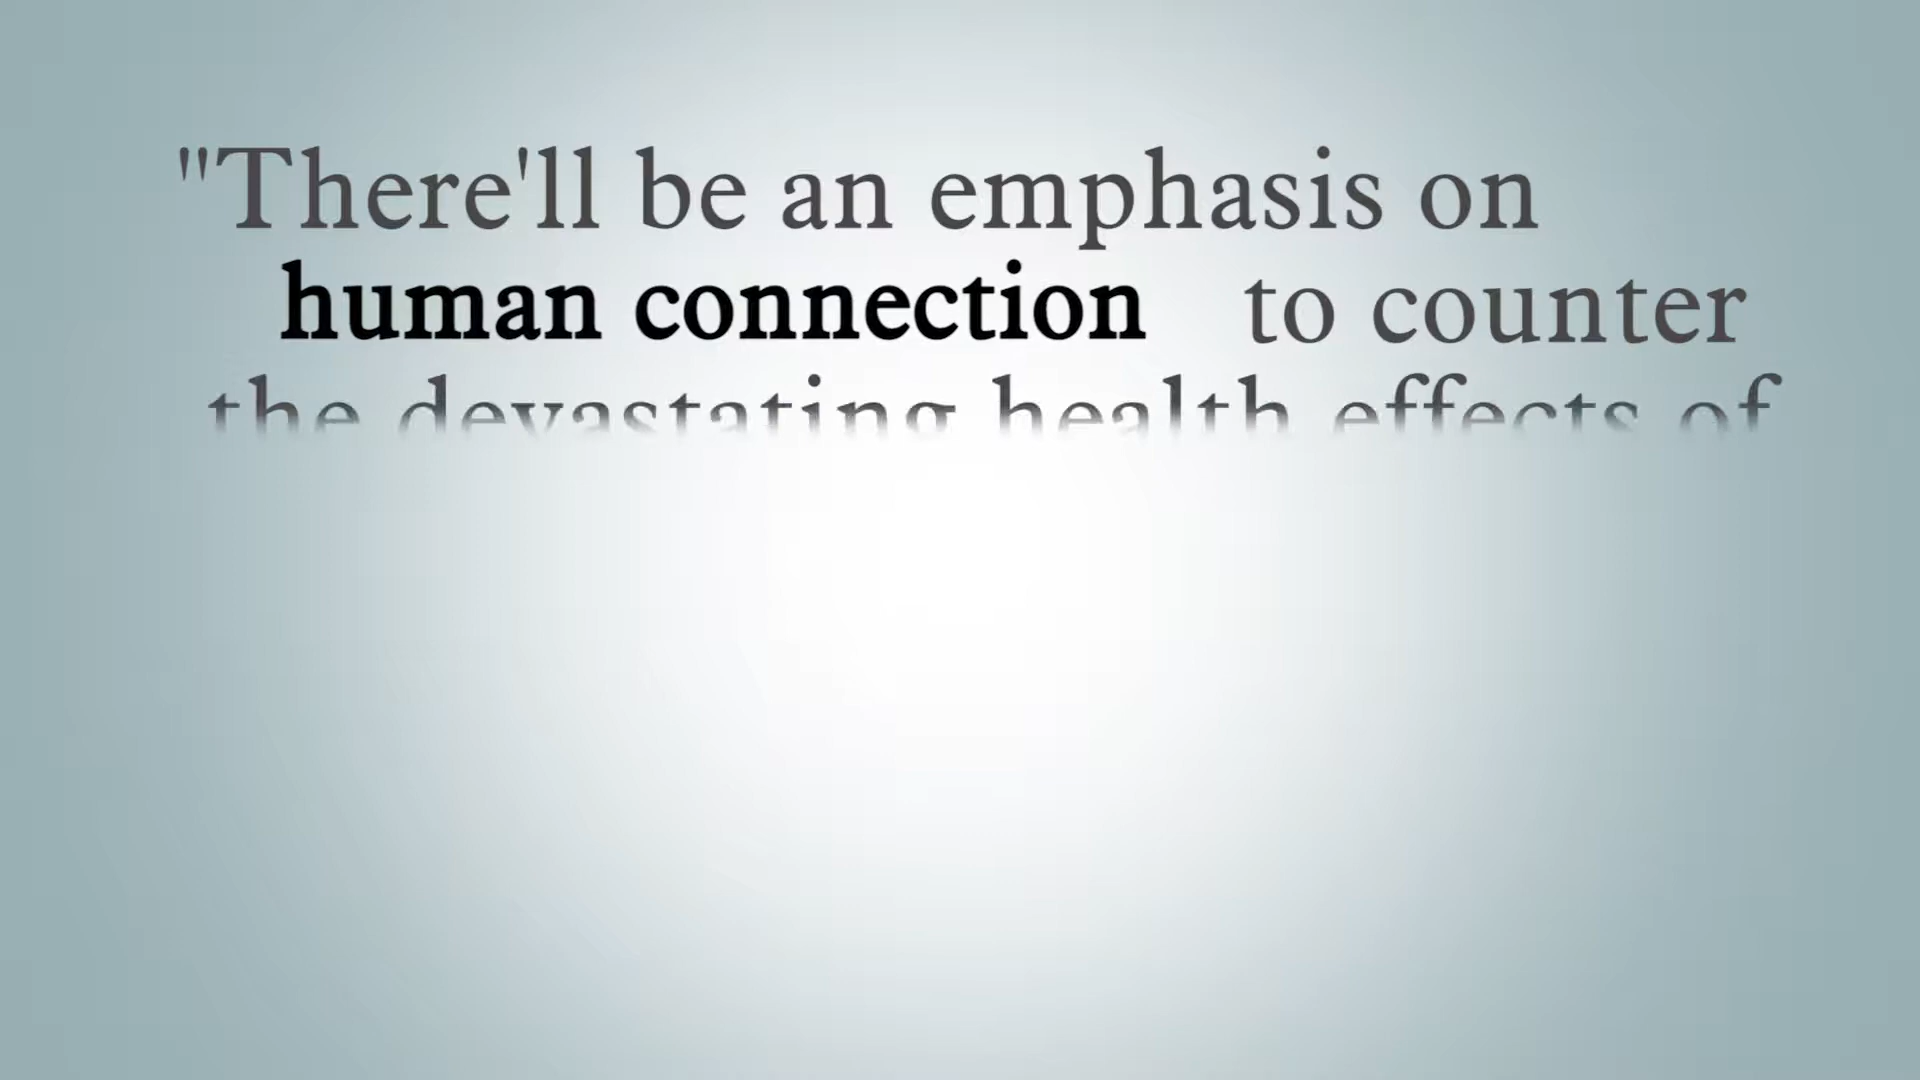 "There'll be an emphasis on
human connection to counter
the devastating health effects of